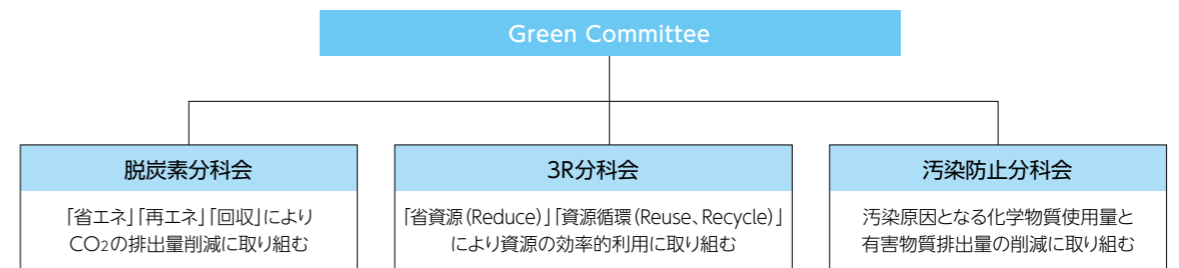 Green Committee
脱炭素分科会
「省エネ」「再エネ」「回収」により
CO2の排出量削減に取り組む
3R分科会
「省資源(Reduce)」「資源循環(Reuse、Recycle)」
により資源の効率的利用に取り組む
汚染防止分科会
汚染原因となる化学物質使用量と
有害物質排出量の削減に取り組む